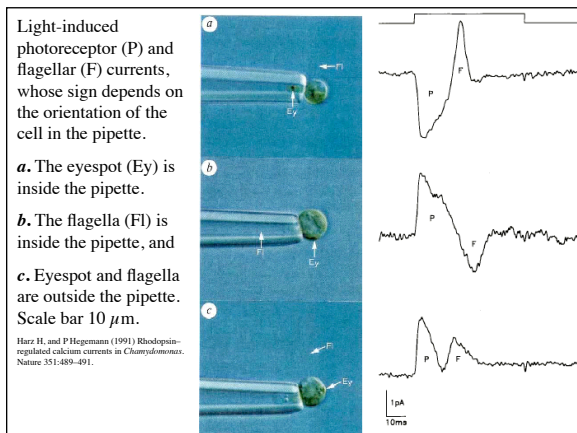 Light-induced
photoreceptor (P) and
flagellar (F) currents,
whose sign depends on
the orientation of the
cell in the pipette.
a. The eyespot (Ey) is
inside the pipette.
b. The flagella (Fl) is
inside the pipette, and
c. Eyespot and flagella
are outside the pipette.
Scale bar 10 µm.
Harz H, and P Hegemann (1991) Rhodopsin–
regulated calcium currents in Chamydomonas.
Nature 351:489–491.
a
Fl
Ey
P
F
b
Fl
Ey
P
F
c
Fl
Ey
P
F
1pA
10ms